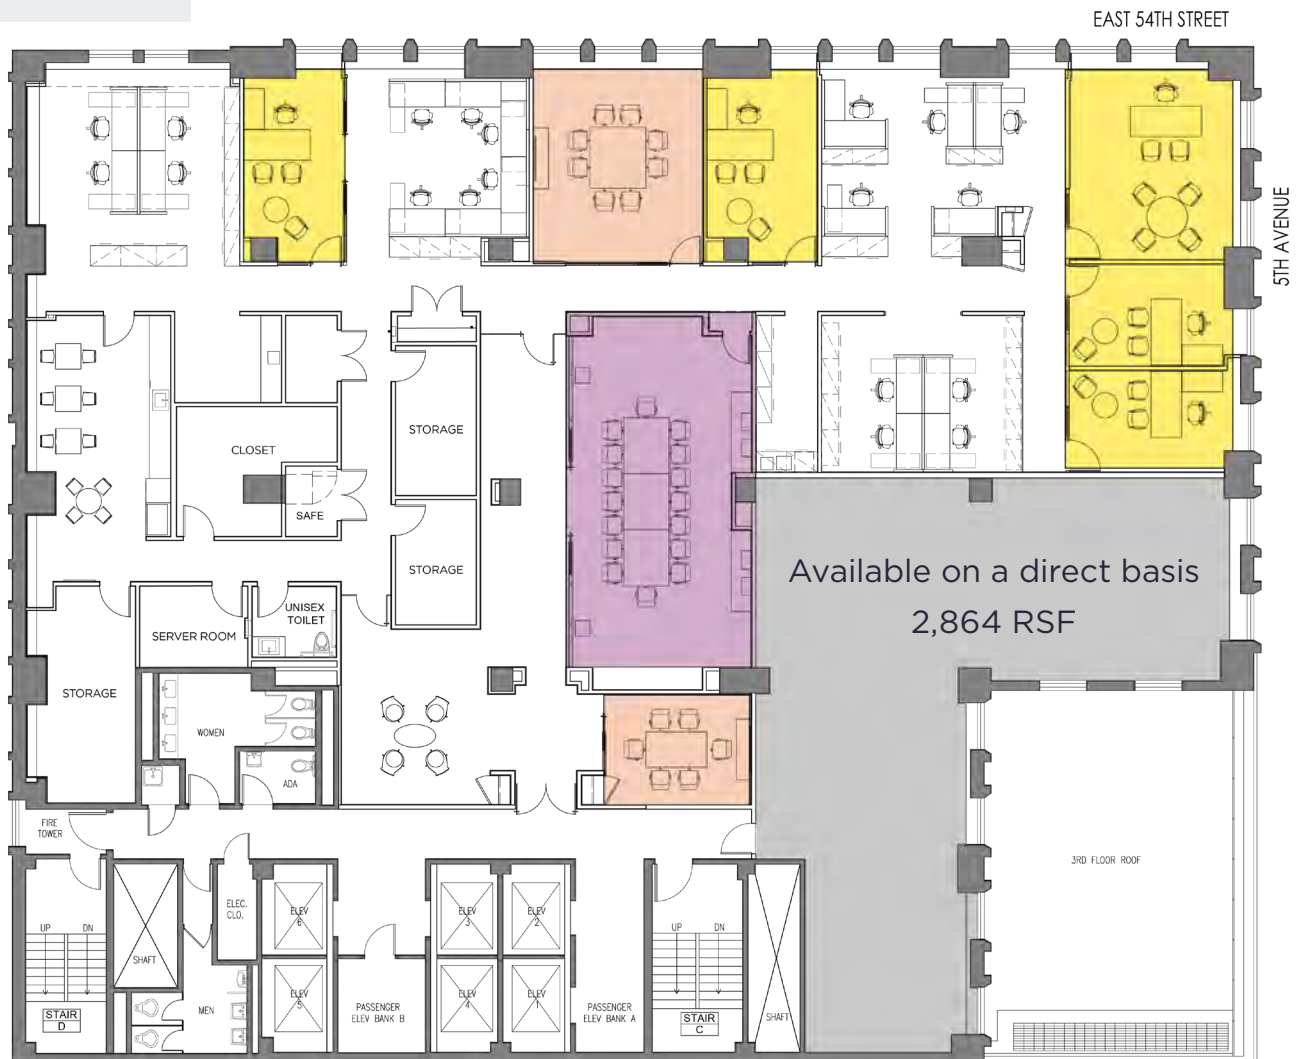 EAST 54TH STREET
5TH AVENUE
STORAGE
CLOSET
SAFE
STORAGE
Available on a direct basis
2,864 RSF
UNISEX
TOILET
SERVER ROOM
STORAGE
WOMEN
ADA
FIRE
TOWER
3RD FLOOR ROOF
ELEC.
CLO.
ELEV
6
ELEV
3
ELEV
2
UP
DN
UP
DN
SHAFT
ELEV
5
ELEV
4
ELEV
1
PASSENGER
ELEV BANK B
PASSENGER
ELEV BANK A
MEN
SHAFT
STAIR
D
STAIR
C